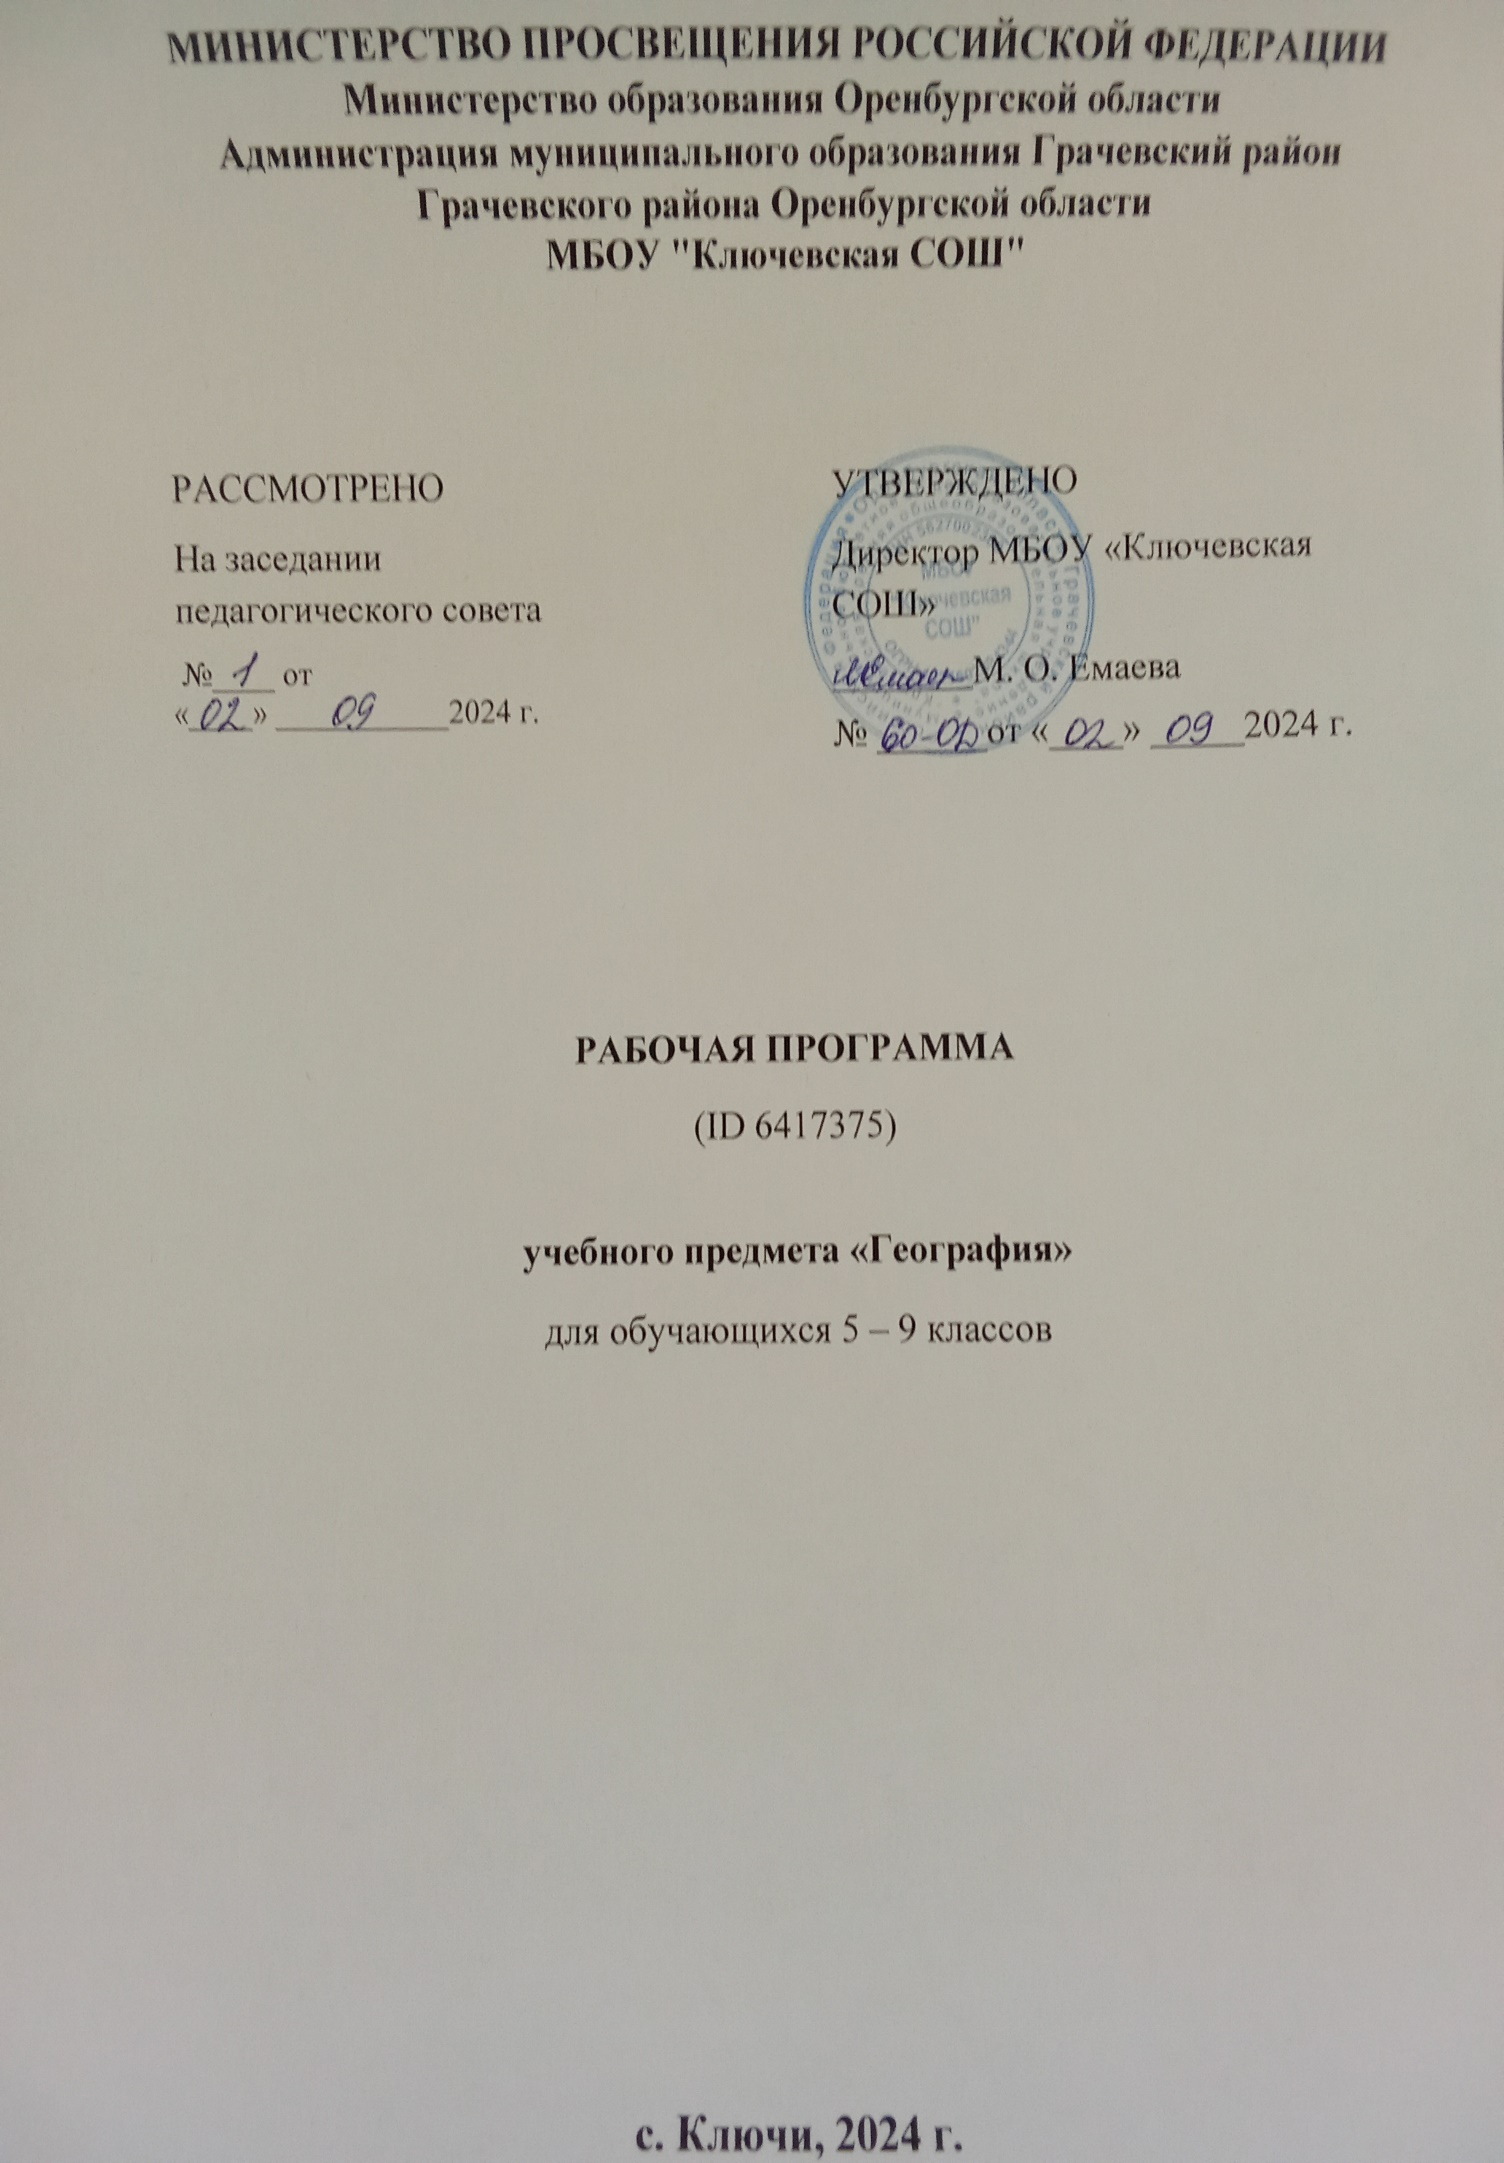 МИНИСТЕРСТВО ПРОСВЕЩЕНИЯ РОССИЙСКОЙ ФЕДЕРАЦИИ
Министерство образования Оренбургской области
Администрация муниципального образования Грачевский район
Грачевского района Оренбургской области
МБОУ "Ключевская СОШ"
РАССМОТРЕНО
На заседании
педагогического совета
№ 1 от
«02» 09 2024 г.
УТВЕРЖДЕНО
Директор МБОУ «Ключевская
СОШ»
М. О. Емаева
№ 60-ОД от «02» 09 2024 г.
МБОУ
СОШ"
РАБОЧАЯ ПРОГРАММА
(ID 6417375)
учебного предмета «География»
для обучающихся 5 – 9 классов
с. Ключи, 2024 г.